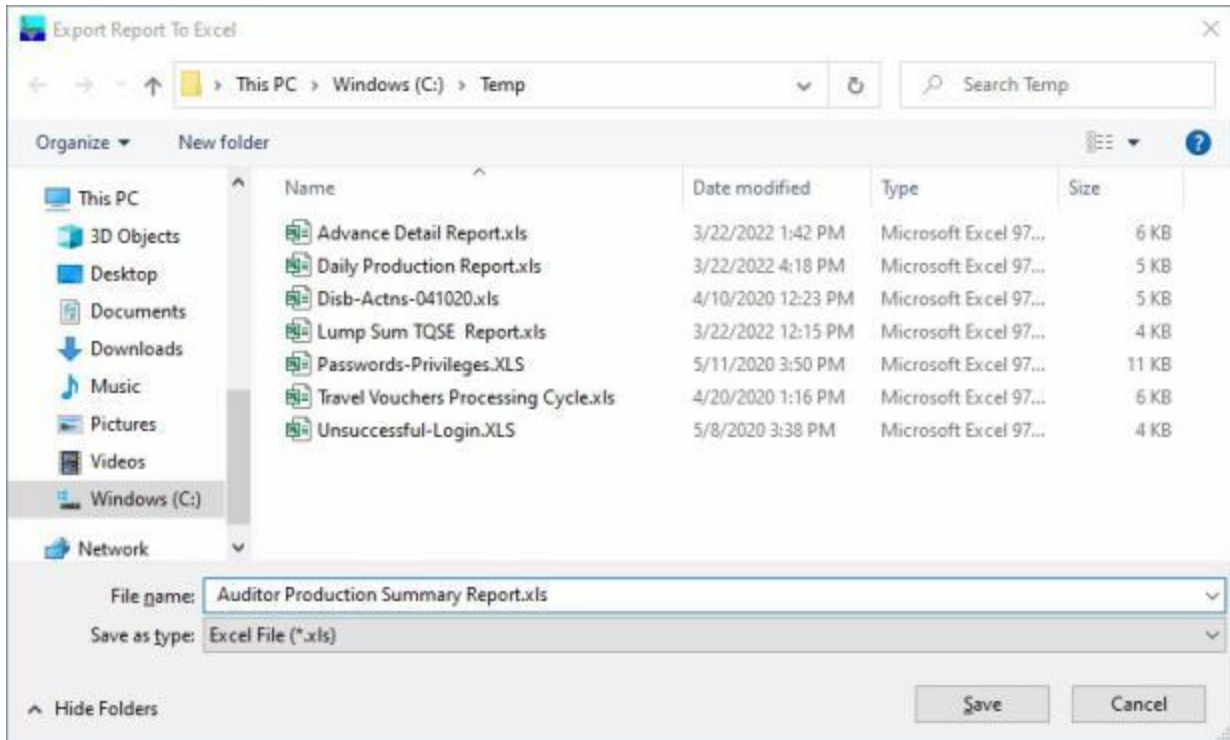 Export Report To Excel
This PC > Windows (C:) > Temp
Search Temp
Organize
New folder
Name Date modified Type Size
This PC
3D Objects
Desktop
Documents
Downloads
Music
Pictures
Videos
Windows (C:)
Network
Advance Detail Report.xls 3/22/2022 1:42 PM Microsoft Excel 97... 6 KB
Daily Production Report.xls 3/22/2022 4:18 PM Microsoft Excel 97... 5 KB
Disb-Actns-041020.xls 4/10/2020 12:23 PM Microsoft Excel 97... 5 KB
Lump Sum TQSE Report.xls 3/22/2022 12:15 PM Microsoft Excel 97... 4 KB
Passwords-Privileges.XLS 5/11/2020 3:50 PM Microsoft Excel 97... 11 KB
Travel Vouchers Processing Cycle.xls 4/20/2020 1:16 PM Microsoft Excel 97... 6 KB
Unsuccessful-Login.XLS 5/8/2020 3:38 PM Microsoft Excel 97... 4 KB
File name: Auditor Production Summary Report.xls
Save as type: Excel File (*.xls)
Hide Folders
Save
Cancel